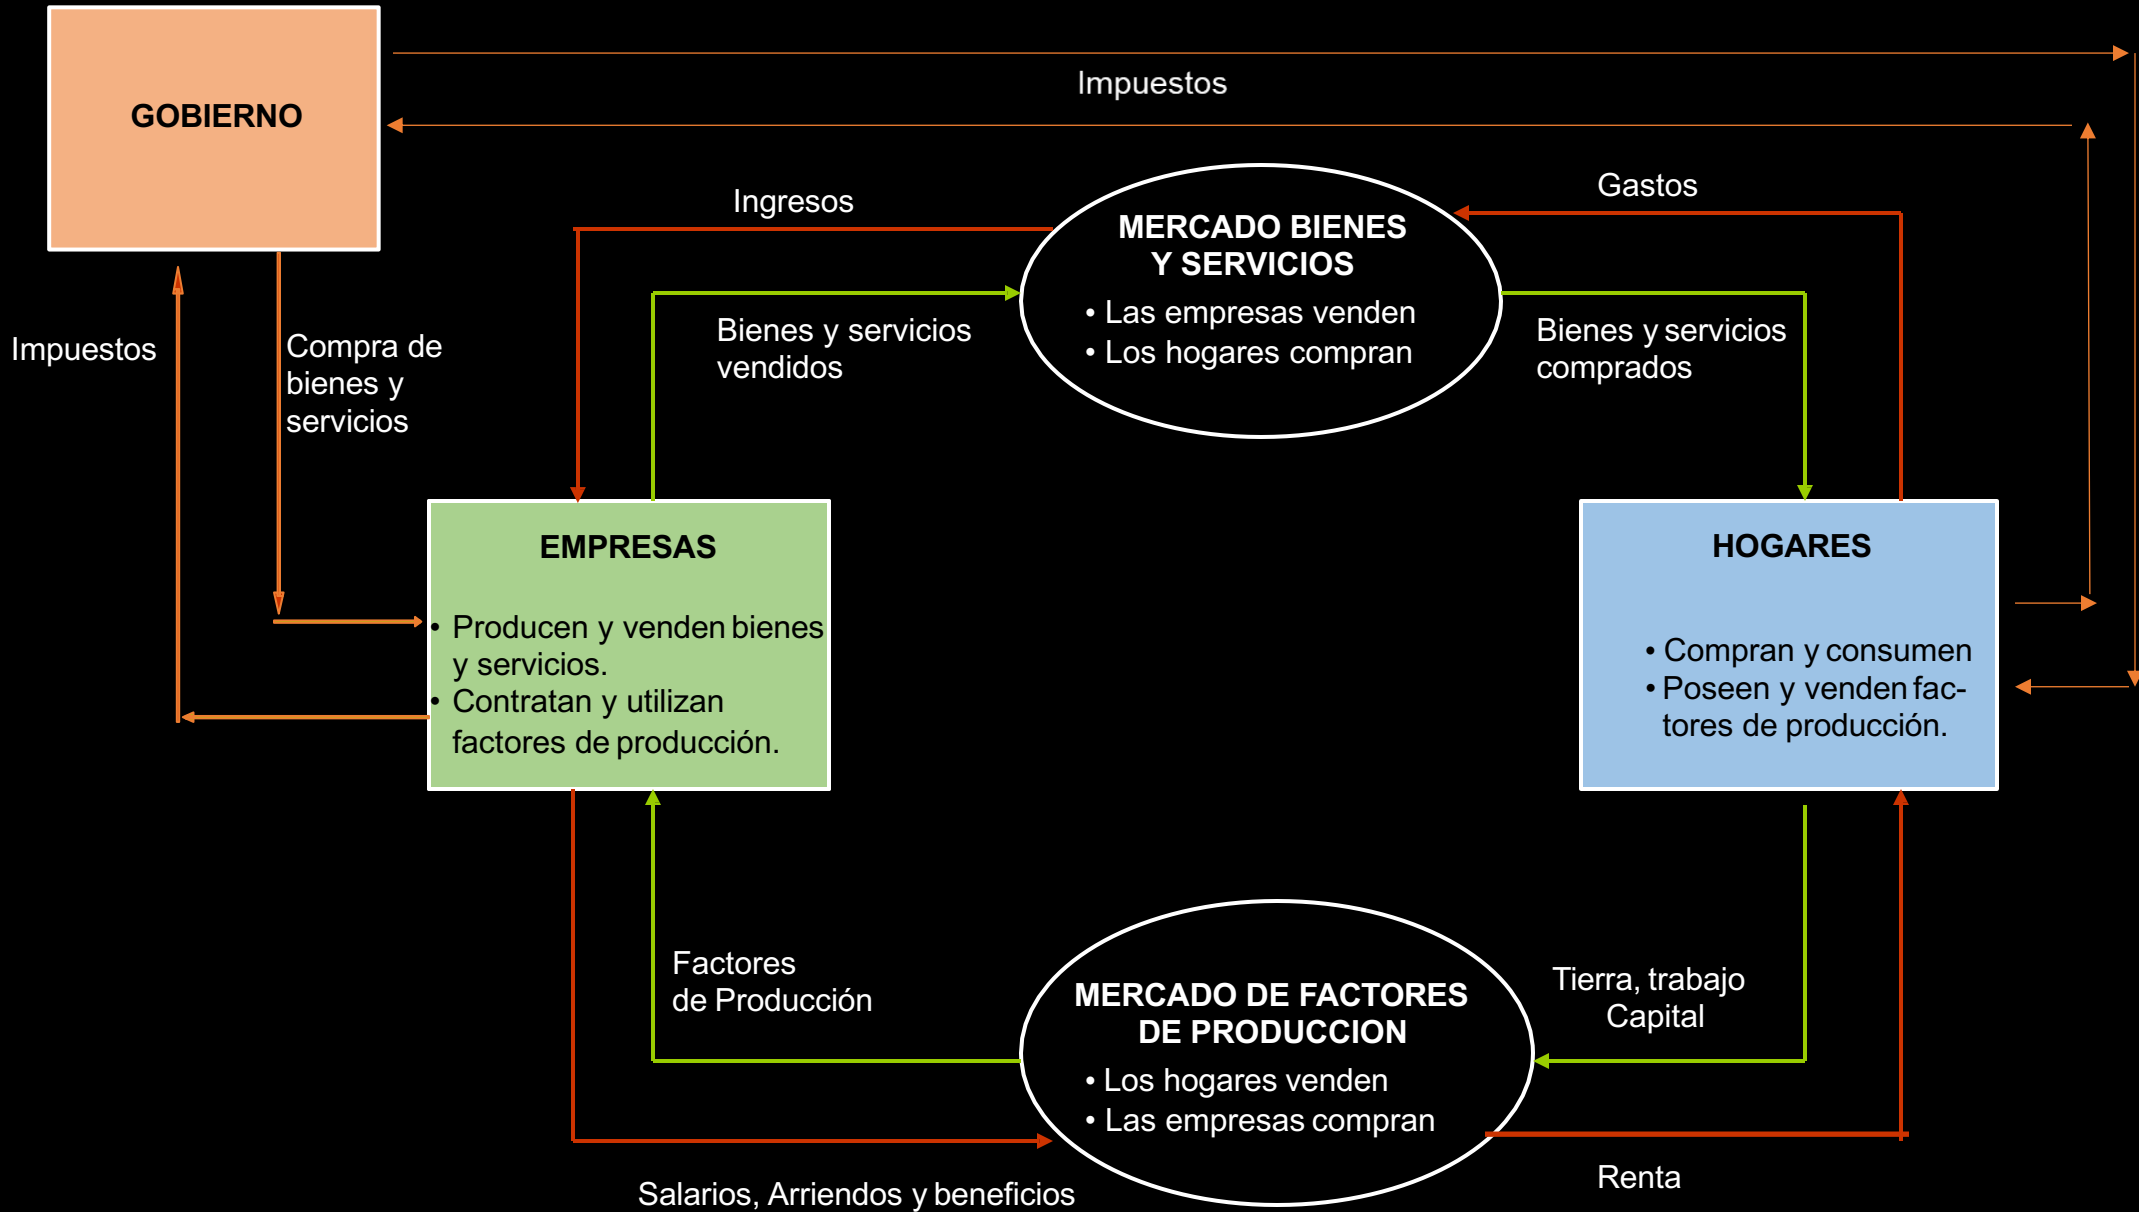 GOBIERNO
Impuestos
Ingresos
Gastos
MERCADO BIENES
Y SERVICIOS
• Las empresas venden
• Los hogares compran
Impuestos
Compra de
bienes y
servicios
Bienes y servicios
vendidos
Bienes y servicios
comprados
EMPRESAS
• Producen y venden bienes
y servicios.
• Contratan y utilizan
factores de producción.
HOGARES
• Compran y consumen
• Poseen y venden fac-
tores de producción.
Factores
de Producción
MERCADO DE FACTORES
DE PRODUCCION
• Los hogares venden
• Las empresas compran
Tierra, trabajo
Capital
Salarios, Arriendos y beneficios
Renta